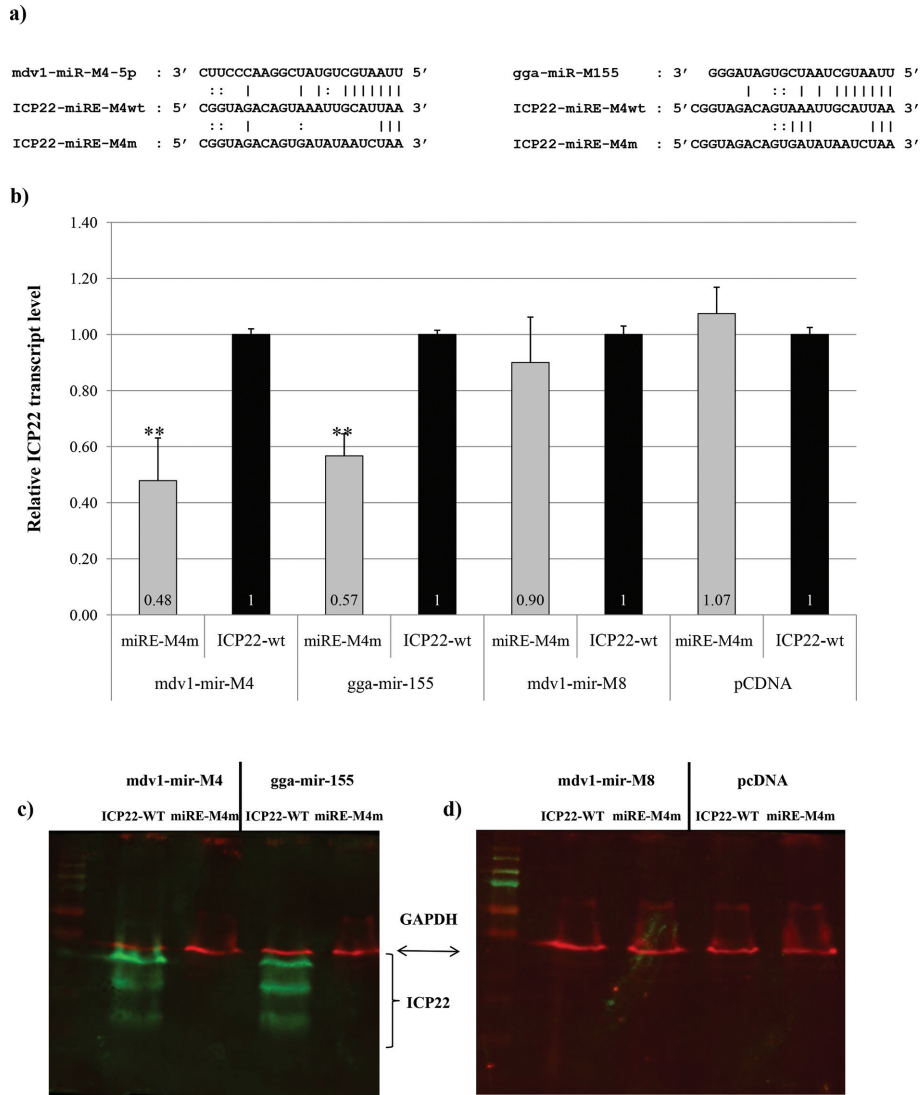 a)
mdv1-miR-M4-5p : 3′ CUUCCCAAGGCUAUGUCGUAAUU 5′
:: | | |: |||||||
ICP22-miRE-M4wt : 5′ CGGUAGACAGUAAAUUGCAUUAA 3′
:: | : |||
ICP22-miRE-M4m : 5′ CGGUAGACAGUGAUAUAAUCUAA 3′
gga-miR-M155 : 3′ GGGAUAGUGCUAAUCGUAAUU 5′
| :: | |||||||
ICP22-miRE-M4wt : 5′CGGUAGACAGUAAAUUGCAUUAA 3′
::||| |||
ICP22-miRE-M4m : 5′CGGUAGACAGUGAUAUAAUCUAA 3′
b)
Relative ICP22 transcript level
1.40
1.20
1.00
0.80
0.60
0.40
0.20
0.00
** **
0.48 1 0.57 1 0.90 1 1.07 1
miRE-M4m ICP22-wt miRE-M4m ICP22-wt miRE-M4m ICP22-wt miRE-M4m ICP22-wt
mdv1-mir-M4 gga-mir-155 mdv1-mir-M8 pCDNA
c)
mdv1-mir-M4 gga-mir-155
ICP22-WT miRE-M4m ICP22-WT miRE-M4m
GAPDH
ICP22
d)
mdv1-mir-M8 pcDNA
ICP22-WT miRE-M4m ICP22-WT miRE-M4m